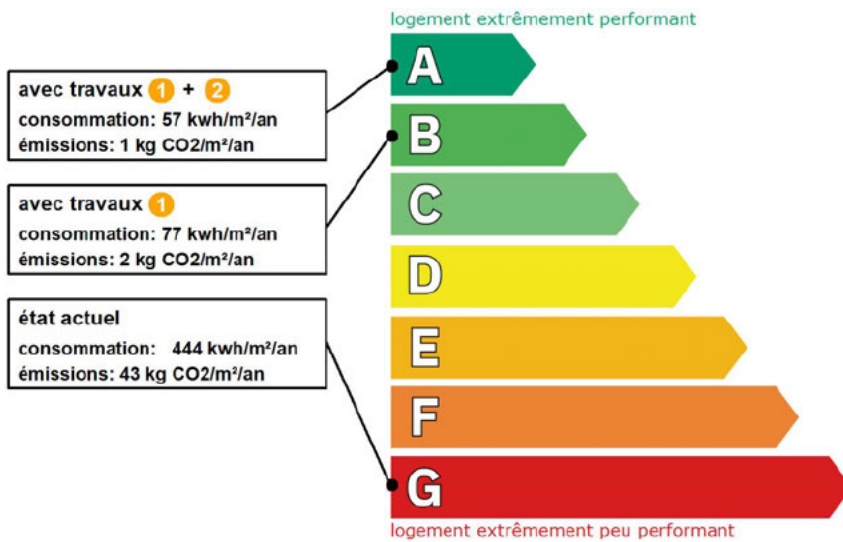 logement extrêmement performant
avec travaux 1 + 2
consommation: 57 kwh/m²/an
émissions: 1 kg CO2/m²/an
avec travaux 1
consommation: 77 kwh/m²/an
émissions: 2 kg CO2/m²/an
état actuel
consommation: 444 kwh/m²/an
émissions: 43 kg CO2/m²/an
A
B
C
D
E
F
G
logement extrêmement peu performant